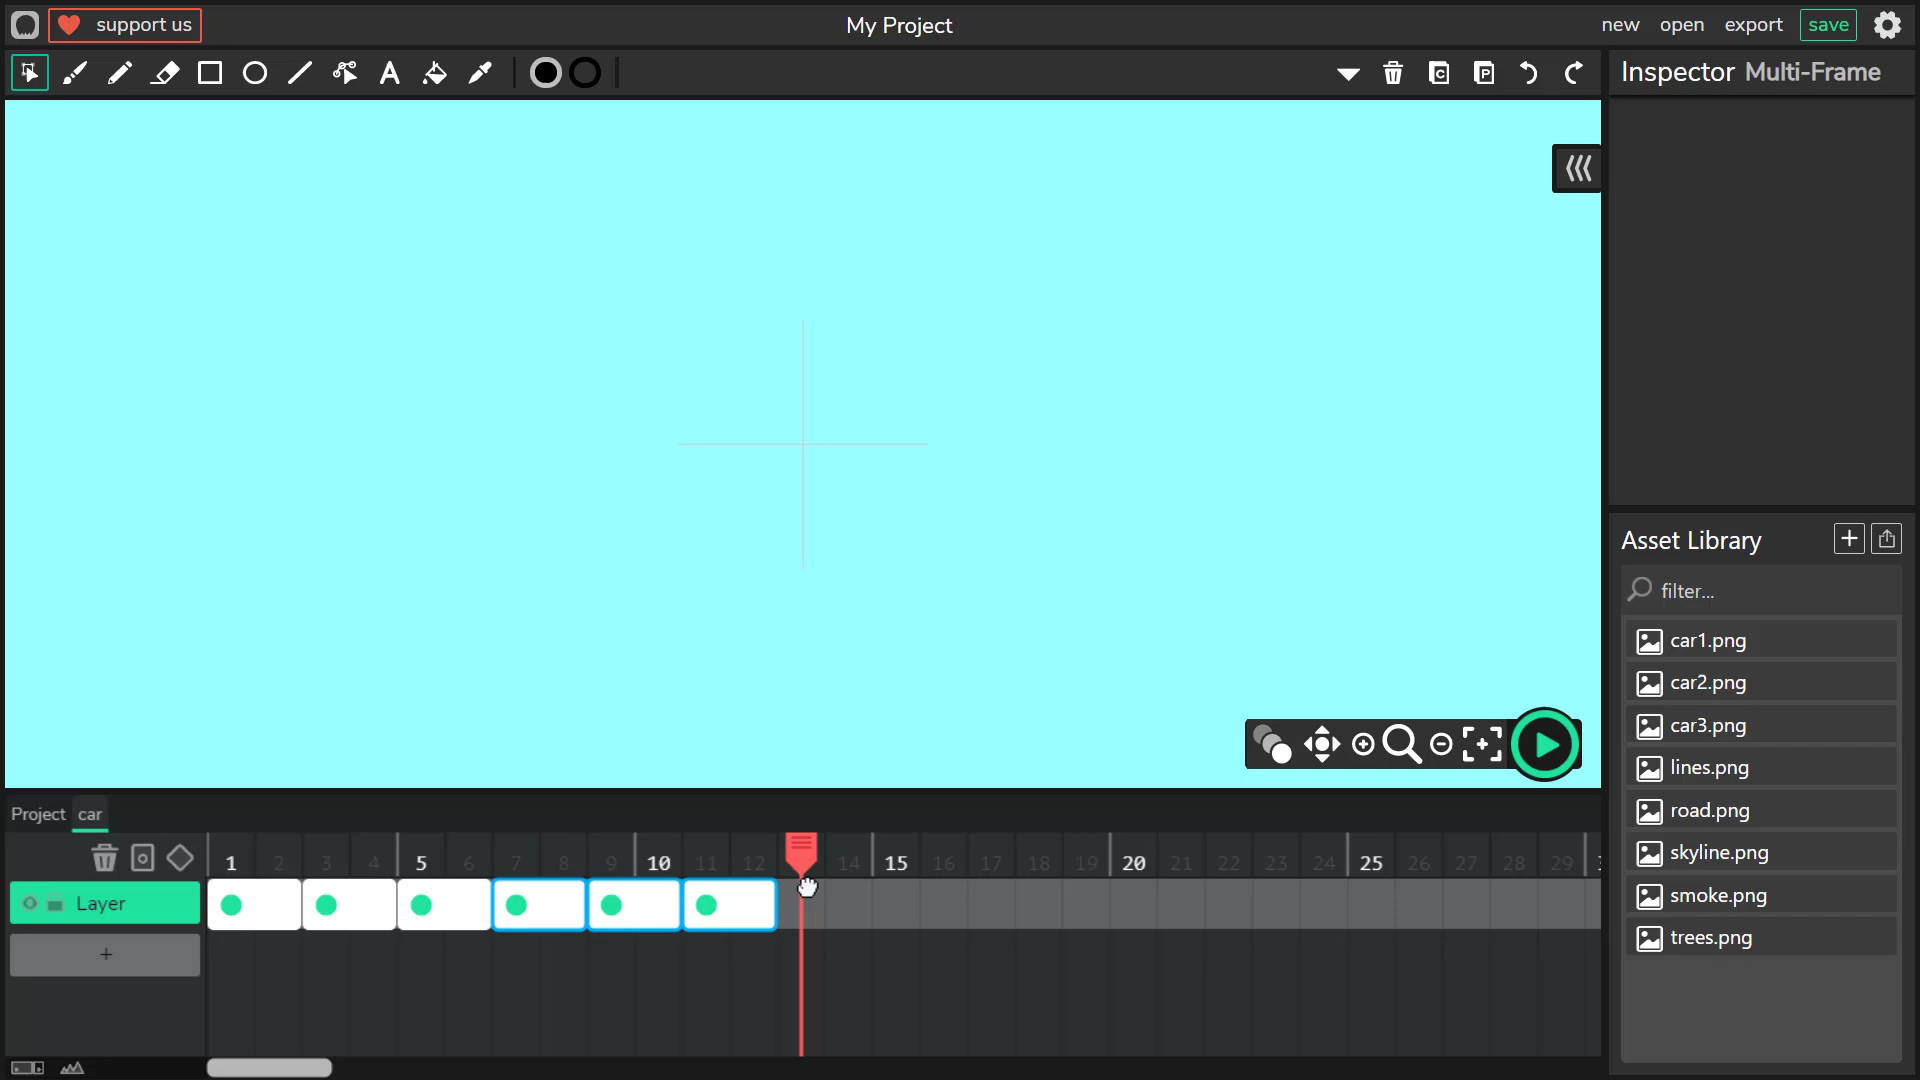 support us
My Project
new open export save
Inspector Multi-Frame
Asset Library
filter...
car1.png
car2.png
car3.png
lines.png
road.png
skyline.png
smoke.png
trees.png
Project car
1 2 3 4 5 6 7 8 9 10 11 12 14 15 16 17 18 19 20 21 22 23 24 25 26 27 28 29
Layer
+